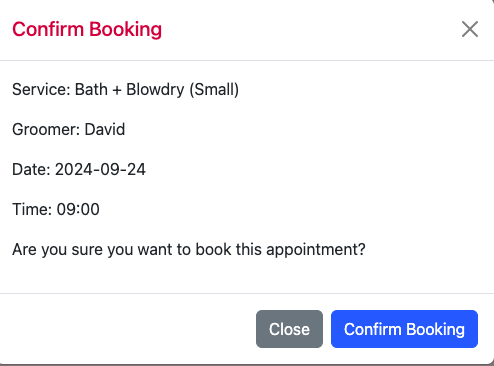 Confirm Booking
Service: Bath + Blowdry (Small)
Groomer: David
Date: 2024-09-24
Time: 09:00
Are you sure you want to book this appointment?
Close
Confirm Booking